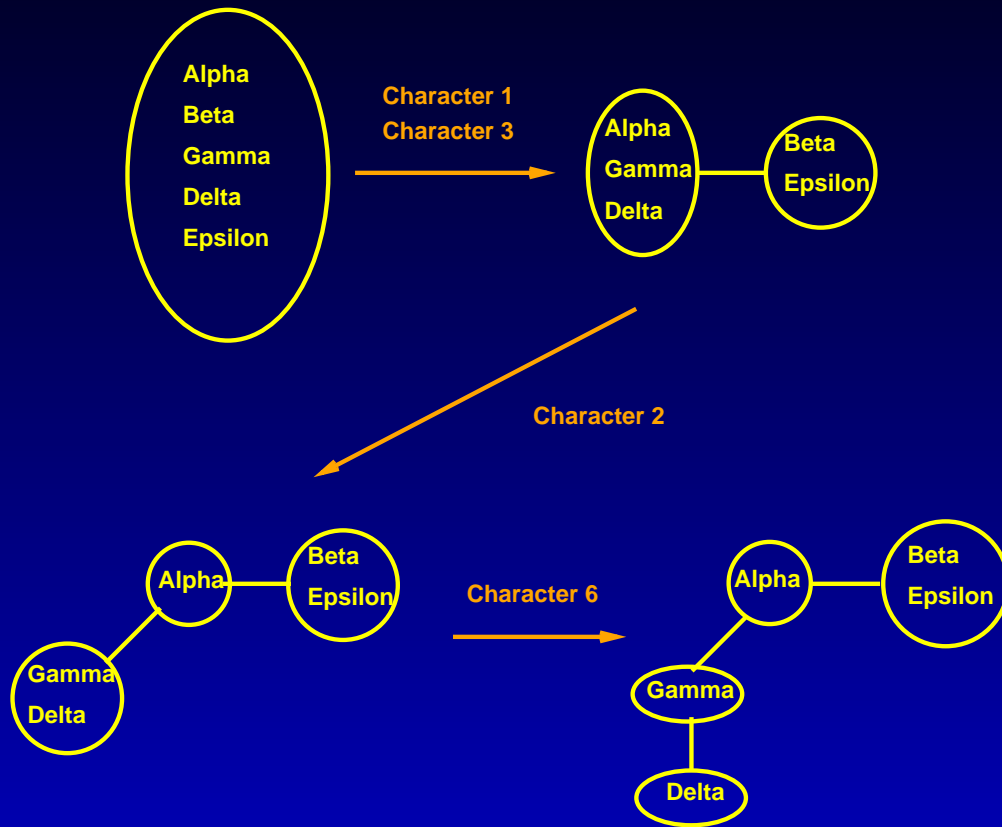 Alpha
Beta
Gamma
Delta
Epsilon
Character 1
Character 3
Alpha
Gamma
Delta
Beta
Epsilon
Character 2
Alpha
Beta
Epsilon
Gamma
Delta
Character 6
Alpha
Beta
Epsilon
Gamma
Delta